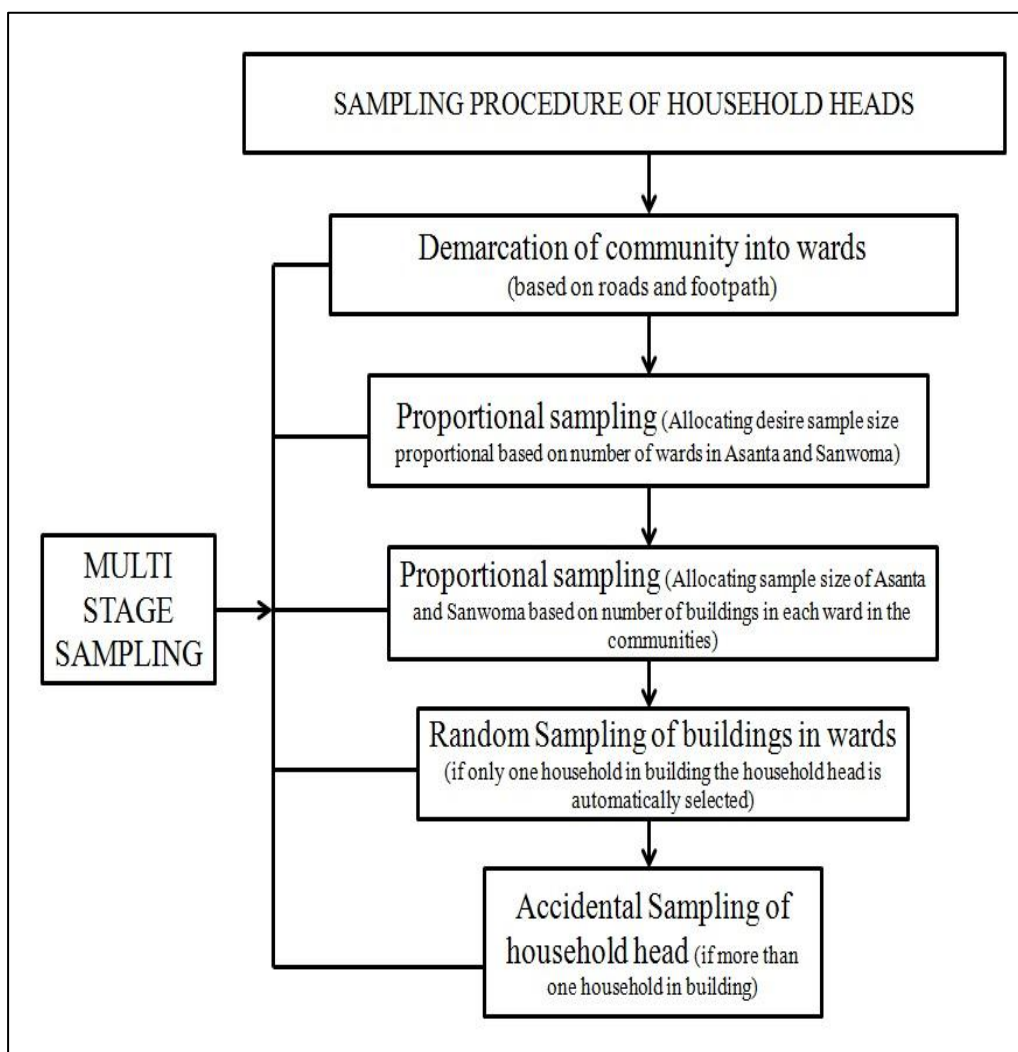 SAMPLING PROCEDURE OF HOUSEHOLD HEADS
Demarcation of community into wards
(based on roads and footpath)
Proportional sampling (Allocating desire sample size
proportional based on number of wards in Asanta and Sanwoma)
MULTI
STAGE
SAMPLING
Proportional sampling (Allocating sample size of Asanta
and Sanwoma based on number of buildings in each ward in the
communities)
Random Sampling of buildings in wards
(if only one household in building the household head is
automatically selected)
Accidental Sampling of
household head (if more than
one household in building)